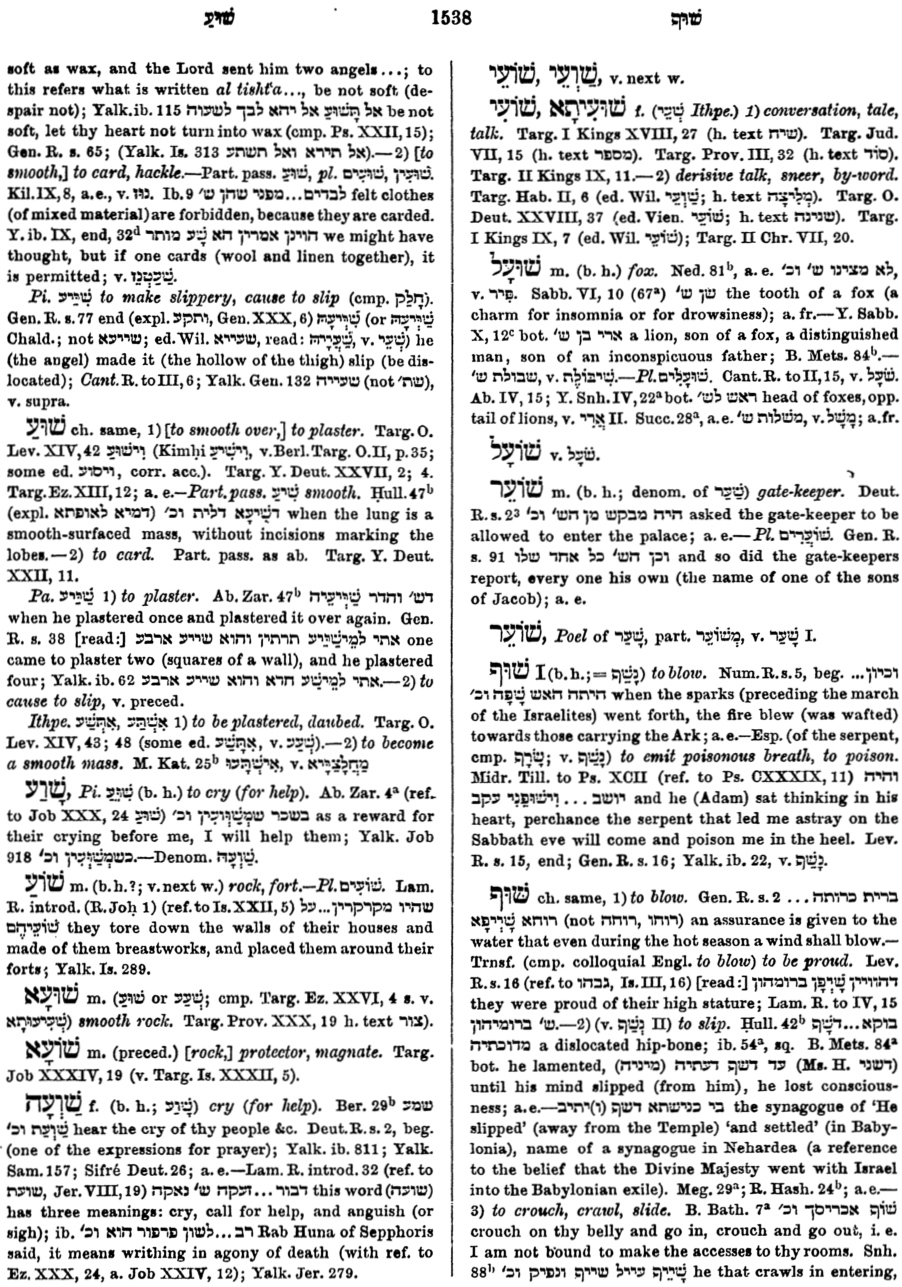 שׁוּעַ 1538 שׁוּף
soft as wax, and the Lord sent him two angels...; to
this refers what is written al tisht‘a..., be not soft (de-
spair not); Yalk. ib. 115 אל תָּשׁוּעַ אל יהא לבך לשעוה be not
soft, let thy heart not turn into wax (cmp. Ps. XXII, 15);
Gen. R. s. 65; (Yalk. Is. 313 אל תירא ואל תשתע).—2) [to
smooth,] to card, hackle.—Part. pass. שׁוּעַ, pl. שׁוּעִים, שׁוּעִין.
Kil. IX, 8, a. e., v. נוּז. Ib. 9 לבדים...מפני שהן ש׳ felt clothes
(of mixed material) are forbidden, because they are carded.
Y. ib. IX, end, 32d הוינן אמרין הא שָׁע מותר we might have
thought, but if one cards (wool and linen together), it
is permitted; v. שַׁעַטְנֵז.
Pi. שִׁיֵּיעַ to make slippery, cause to slip (cmp. חָלַק).
Gen. R. s. 77 end (expl. ותקע, Gen. XXX, 6) שִׁיְּיעָהּ (or שַׁיְּיעָהּ
Chald.; not שייעא; ed. Wil. שעייא, read: שַׁעֲיֵיהּ, v. שְׁעֵי) he
(the angel) made it (the hollow of the thigh) slip (be dis-
located); Cant. R. to III, 6; Yalk. Gen. 132 שעייה (not שת׳),
v. supra.
שׁוּעַ ch. same, 1) [to smooth over,] to plaster. Targ. O.
Lev. XIV, 42 וִישׁוּעַ (Kimḥi וִישִׁיעַ, v. Berl. Targ. O. II, p. 35;
some ed. ויסוע, corr. acc.). Targ. Y. Deut. XXVII, 2; 4.
Targ. Ez. XIII, 12; a. e.—Part. pass. שִׁיעַ smooth. Ḥull. 47b
(expl. דמיא לאופתא) דשִׁיעָא דלית וכ׳ when the lung is a
smooth-surfaced mass, without incisions marking the
lobes.—2) to card. Part. pass. as ab. Targ. Y. Deut.
XXII, 11.
Pa. שַׁיֵּיעַ 1) to plaster. Ab. Zar. 47b דש׳ והדר שַׁיְּיעֵיהּ
when he plastered once and plastered it over again. Gen.
R. s. 38 [read:] אתי למֵישַׁיֵּיע תרתין והוא שייע ארבע one
came to plaster two (squares of a wall), and he plastered
four; Yalk. ib. 62 אתי למֵישַׁע חדא והוא שייע ארבע.—2) to
cause to slip, v. preced.
Ithpe. אִשְׁתַּע, אִתְּשַׁע 1) to be plastered, daubed. Targ. O.
Lev. XIV, 43; 48 (some ed. אִתְּשַׁע, v. שְׁעַע).—2) to become
a smooth mass. M. Kat. 25b אִישְׁתָּעוּ, v. מַחֲלָצַיָּיא.
שָׁוַע, Pi. שִׁוֵּעַ (b. h.) to cry (for help). Ab. Zar. 4a (ref.
to Job XXX, 24 שׁוּעַ) בשכר שמְּשַׁוְּועִין וכ׳ as a reward for
their crying before me, I will help them; Yalk. Job
918 כשמְּשַׁוְּעִין וכ׳.—Denom. שַׁוְעָה.
שׁוֹעַ m. (b. h.?; v. next w.) rock, fort.—Pl. שׁוֹעִים. Lam.
R. introd. (R. Joḥ 1) (ref. to Is. XXII, 5) שהיו מקרקרין...על
שׁוֹעֵיהֶם they tore down the walls of their houses and
made of them breastworks, and placed them around their
forts; Yalk. Is. 289.
שׁוּעָא m. (שׁוּעַ or שָׁעַע; cmp. Targ. Ez. XXVI, 4 s. v.
שְׁעִיעוּתָא) smooth rock. Targ. Prov. XXX, 19 h. text צור).
שׁוֹעָא m. (preced.) [rock,] protector, magnate. Targ.
Job XXXIV, 19 (v. Targ. Is. XXXII, 5).
שַׁוְעָה f. (b. h.; שָׁוַע) cry (for help). Ber. 29b שמע
שַׁוְעַת וכ׳ hear the cry of thy people &c. Deut. R. s. 2, beg.
(one of the expressions for prayer); Yalk. ib. 811; Yalk.
Sam. 157; Sifré Deut. 26; a. e.—Lam. R. introd. 32 (ref. to
שועת, Jer. VIII, 19) דבור...זעקה ש׳ נאקה this word (שועה)
has three meanings: cry, call for help, and anguish (or
sigh); ib. רב...לשון פרפור הוא וכ׳ Rab Huna of Sepphoris
said, it means writhing in agony of death (with ref. to
Ez. XXX, 24, a. Job XXIV, 12); Yalk. Jer. 279.
שַׁוְעֵי, שׁוֹעֵי, v. next w.
שׁוּעִיתָא, שׁוֹעִי׳ f. (שְׁעֵי Ithpe.) 1) conversation, tale,
talk. Targ. I Kings XVIII, 27 (h. text שיח). Targ. Jud.
VII, 15 (h. text מספר). Targ. Prov. III, 32 (h. text סוֹד).
Targ. II Kings IX, 11.—2) derisive talk, sneer, by-word.
Targ. Hab. II, 6 (ed. Wil. שַׁוְעֵי׳; h. text מְלִיצָה). Targ. O.
Deut. XXVIII, 37 (ed. Vien. שׁוֹעֵי׳; h. text שנינה). Targ.
I Kings IX, 7 (ed. Wil. שׁוֹעֵי׳); Targ. II Chr. VII, 20.
שׁוּעָל m. (b. h.) fox. Ned. 81b, a. e. לא מצינו ש׳ וכ׳,
v. פִּיר. Sabb. VI, 10 (67a) שן ש׳ the tooth of a fox (a
charm for insomnia or for drowsiness); a. fr.—Y. Sabb.
X, 12c bot. ארי בן ש׳ a lion, son of a fox, a distinguished
man, son of an inconspicuous father; B. Mets. 84b.—
שבולת ש׳, v. שִׁיבּוֹלֶת.—Pl. שׁוּעָלִים. Cant. R. to II, 15, v. שֹׁעָל.
Ab. IV, 15; Y. Snh. IV, 22a bot. ראש לש׳ head of foxes, opp.
tail of lions, v. אֲרִי II. Succ. 28a, a. e. משלות ש׳, v. מָשָׁל; a. fr.
שׁוֹעָל v. שֹׁעָל.
שׁוֹעֵר m. (b. h.; denom. of שַׁעַר) gate-keeper. Deut.
R. s. 23 היה מבקש מן הש׳ וכ׳ asked the gate-keeper to be
allowed to enter the palace; a. e.—Pl. שׁוֹעֲרִים. Gen. R.
s. 91 וכן הש׳ כל אחד שלו and so did the gate-keepers
report, every one his own (the name of one of the sons
of Jacob); a. e.
שׁוֹעֵר, Poel of שָׁעַר, part. מְשׁוֹעֵר, v. שָׁעַר I.
שׁוּף I (b. h.; = נָשַׁף) to blow. Num. R. s. 5, beg. וכיון...
היתה האש שָׁפָה וכ׳ when the sparks (preceding the march
of the Israelites) went forth, the fire blew (was wafted)
towards those carrying the Ark; a. e.—Esp. (of the serpent,
cmp. שָׂרָף; v. נָשַׁף) to emit poisonous breath, to poison.
Midr. Till. to Ps. XCII (ref. to Ps. CXXXIX, 11) והיה
יושב...וישׁוּפֵנִי עקב and he (Adam) sat thinking in his
heart, perchance the serpent that led me astray on the
Sabbath eve will come and poison me in the heel. Lev.
R. s. 15, end; Gen. R. s. 16; Yalk. ib. 22, v. נָשַׁף.
שׁוּף ch. same, 1) to blow. Gen. R. s. 2 ברית כרותה...
רוחא שָׁיְיפָא (not רוחו, רוחה) an assurance is given to the
water that even during the hot season a wind shall blow.—
Trnsf. (cmp. colloquial Engl. to blow) to be proud. Lev.
R. s. 16 (ref. to גבהו, Is. III, 16) [read:] דהוויין שָׁיְפָן ברומהון
they were proud of their high stature; Lam. R. to IV, 15
ש׳ ברומיהון.—2) (v. נָשַׁף II) to slip. Ḥull. 42b בוקא...דשָׁף
מדוכתיה a dislocated hip-bone; ib. 54a, sq. B. Mets. 84a
bot. he lamented, עד דשף דעתיה (מיניה) (Ms. H. דשני)
until his mind slipped (from him), he lost conscious-
ness; a. e.—בי כנישתא דשף (ו)יתיב the synagogue of ‘He
slipped’ (away from the Temple) ‘and settled’ (in Baby-
lonia), name of a synagogue in Nehardea (a reference
to the belief that the Divine Majesty went with Israel
into the Babylonian exile). Meg. 29a; R. Hash. 24b; a. e.—
3) to crouch, crawl, slide. B. Bath. 7a שׁוּף אכריסך וכ׳
crouch on thy belly and go in, crouch and go out, i. e.
I am not bound to make the accesses to thy rooms. Snh.
88b שָׁיֵיף עייל שייף ונפיק וכ׳ he that crawls in entering,